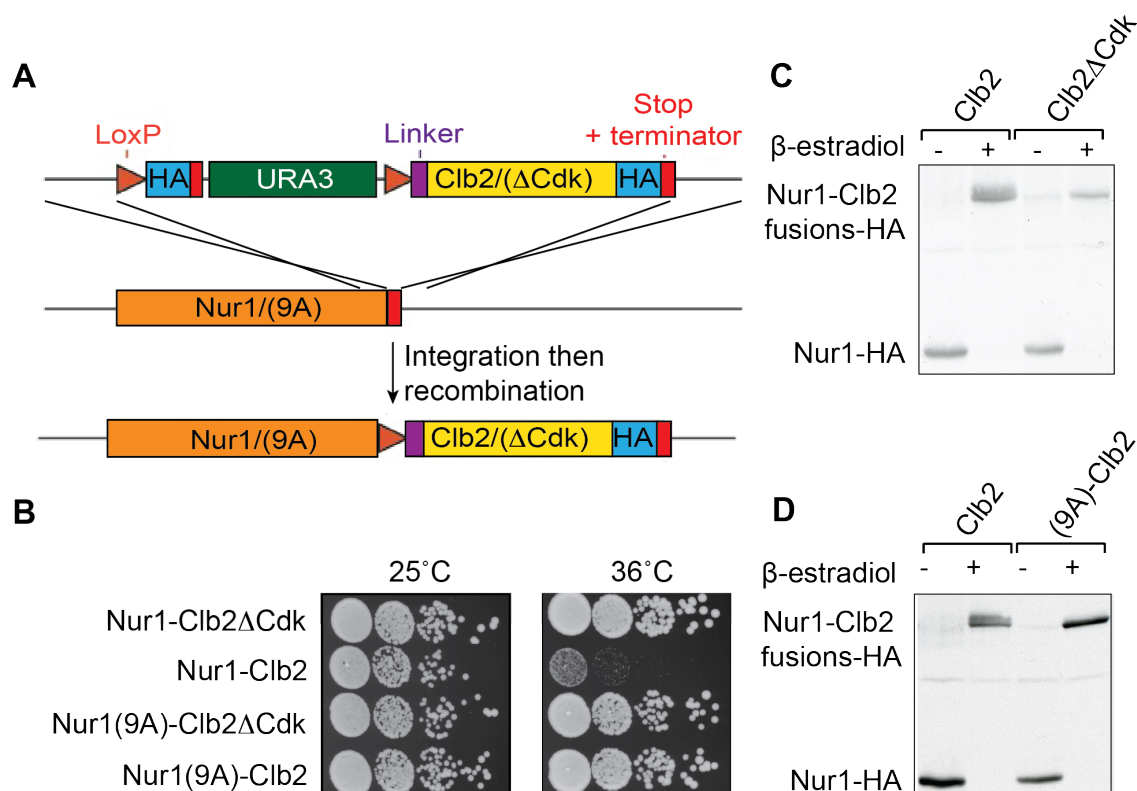 A
LoxP
Linker
Stop
+ terminator
HA
URA3
Clb2/(ΔCdk)
HA
Nur1/(9A)
Integration then
recombination
Nur1/(9A)
Clb2/(ΔCdk)
HA
B
25˚C
36˚C
Nur1-Clb2ΔCdk
Nur1-Clb2
Nur1(9A)-Clb2ΔCdk
Nur1(9A)-Clb2
C
Clb2
Clb2ΔCdk
β-estradiol - + - +
Nur1-Clb2
fusions-HA
Nur1-HA
D
Clb2
(9A)-Clb2
β-estradiol - + - +
Nur1-Clb2
fusions-HA
Nur1-HA